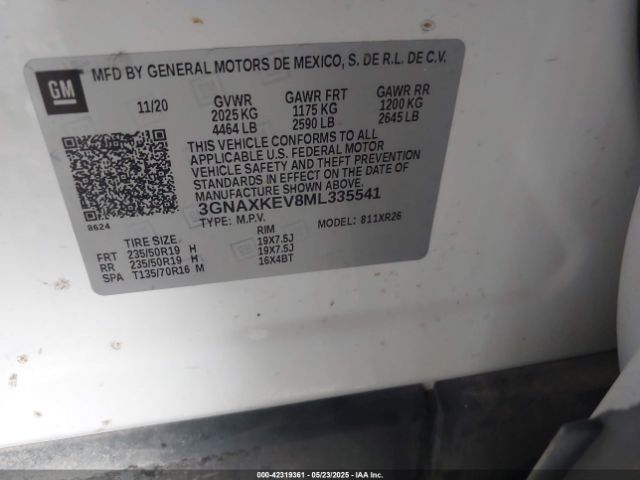 GM
MFD BY GENERAL MOTORS DE MEXICO, S. DE R.L. DE C.V.
11/20 GVWR GAWR FRT GAWR RR
2025 KG 1175 KG 1200 KG
4464 LB 2590 LB 2645 LB
THIS VEHICLE CONFORMS TO ALL
APPLICABLE U.S. FEDERAL MOTOR
VEHICLE SAFETY AND THEFT PREVENTION
STANDARDS IN EFFECT ON THE DATE OF
MANUFACTURE SHOWN ABOVE.
8624
3GNAXKEV8ML335541
TYPE: M.P.V. MODEL: 811XR26
TIRE SIZE RIM
FRT 235/50R19 H 19X7.5J
RR 235/50R19 H 19X7.5J
SPA T135/70R16 M 16X4BT
000-42319361 - 05/23/2025 - IAAI.COM